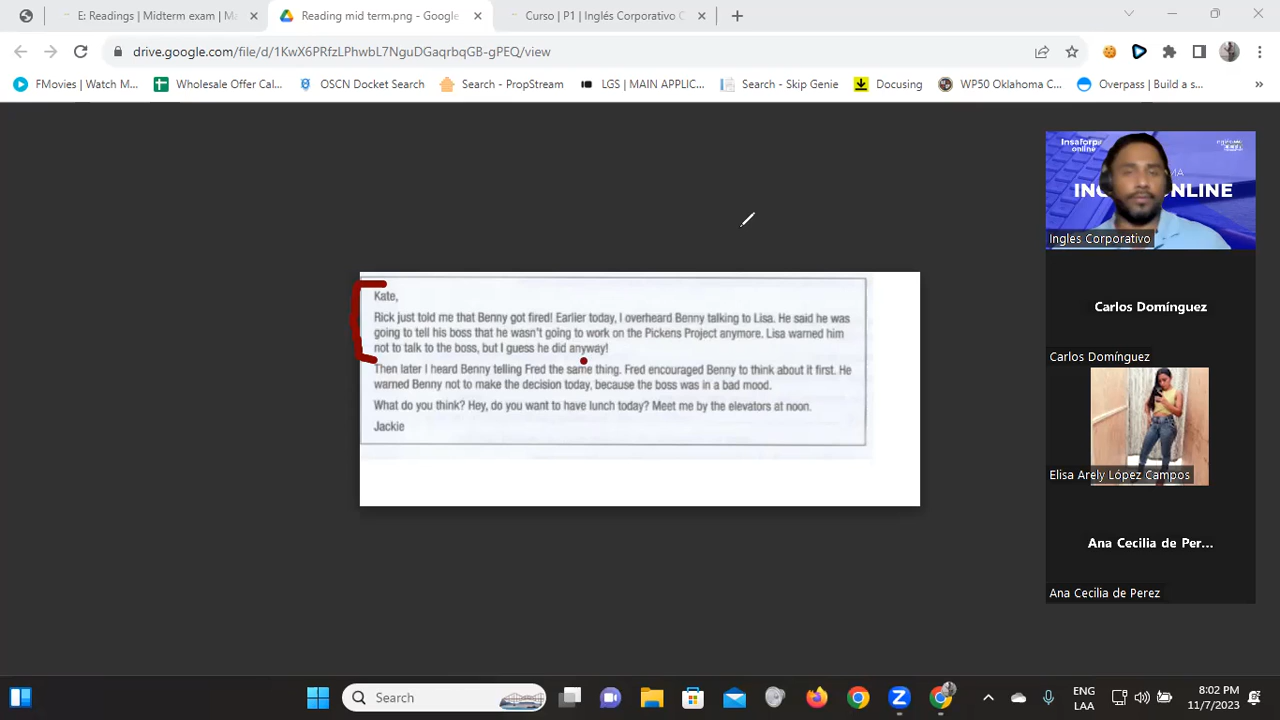 E: Readings | Midterm exam | Ma
Reading mid term.png - Google
Curso | P1 | Inglés Corporativo C
drive.google.com/file/d/1KwX6PRfzLPhwbL7NguDGaqrbqGB-gPEQ/view
FMovies | Watch M...
Wholesale Offer Cal...
OSCN Docket Search
Search - PropStream
LGS | MAIN APPLIC...
Search - Skip Genie
Docusing
WP50 Oklahoma C...
Overpass | Build a s...
»
Kate,
Rick just told me that Benny got fired! Earlier today, I overheard Benny talking to Lisa. He said he was
going to tell his boss that he wasn't going to work on the Pickens Project anymore. Lisa warned him
not to talk to the boss, but I guess he did anyway!
Then later I heard Benny telling Fred the same thing. Fred encouraged Benny to think about it first. He
warned Benny not to make the decision today, because the boss was in a bad mood.
What do you think? Hey, do you want to have lunch today? Meet me by the elevators at noon.
Jackie
Insaforp
online
Ingles Corporativo
Carlos Domínguez
Carlos Domínguez
Elisa Arely López Campos
Ana Cecilia de Per...
Ana Cecilia de Perez
Search
ENG
LAA
8:02 PM
11/7/2023